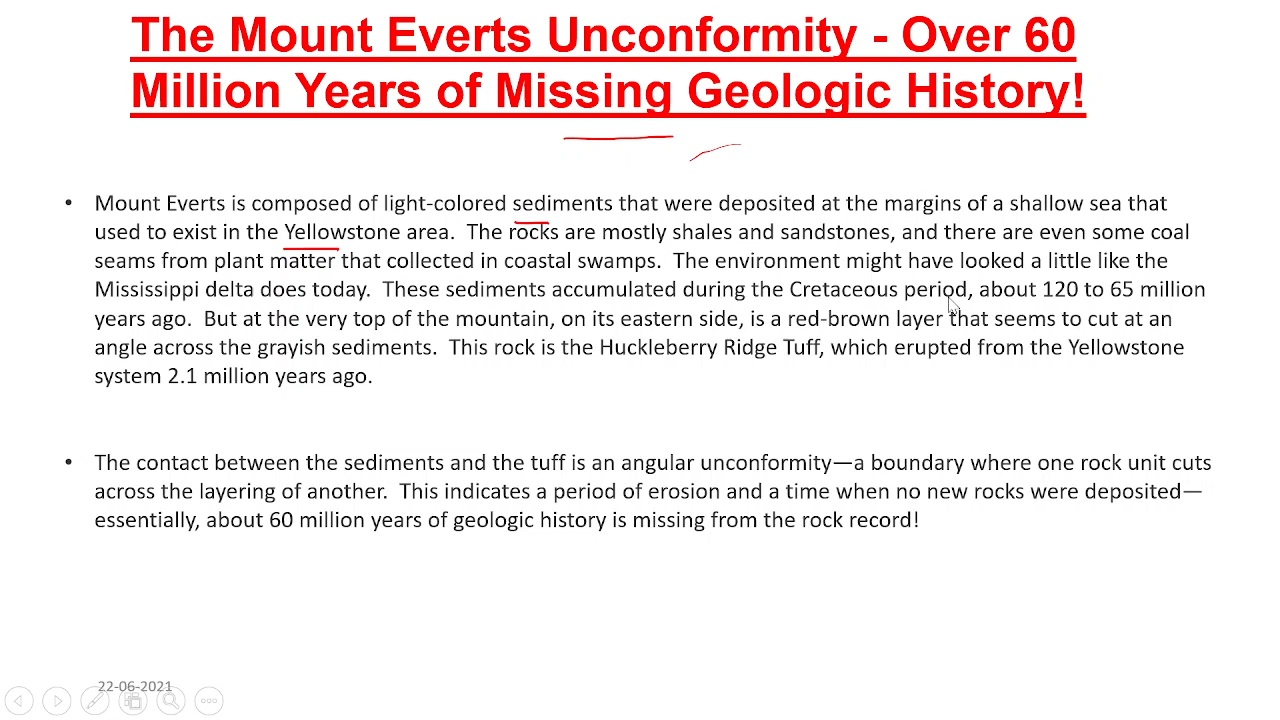 The Mount Everts Unconformity - Over 60
Million Years of Missing Geologic History!
• Mount Everts is composed of light-colored sediments that were deposited at the margins of a shallow sea that
used to exist in the Yellowstone area.  The rocks are mostly shales and sandstones, and there are even some coal
seams from plant matter that collected in coastal swamps.  The environment might have looked a little like the
Mississippi delta does today.  These sediments accumulated during the Cretaceous period, about 120 to 65 million
years ago.  But at the very top of the mountain, on its eastern side, is a red-brown layer that seems to cut at an
angle across the grayish sediments.  This rock is the Huckleberry Ridge Tuff, which erupted from the Yellowstone
system 2.1 million years ago.
• The contact between the sediments and the tuff is an angular unconformity—a boundary where one rock unit cuts
across the layering of another.  This indicates a period of erosion and a time when no new rocks were deposited—
essentially, about 60 million years of geologic history is missing from the rock record!
22-06-2021